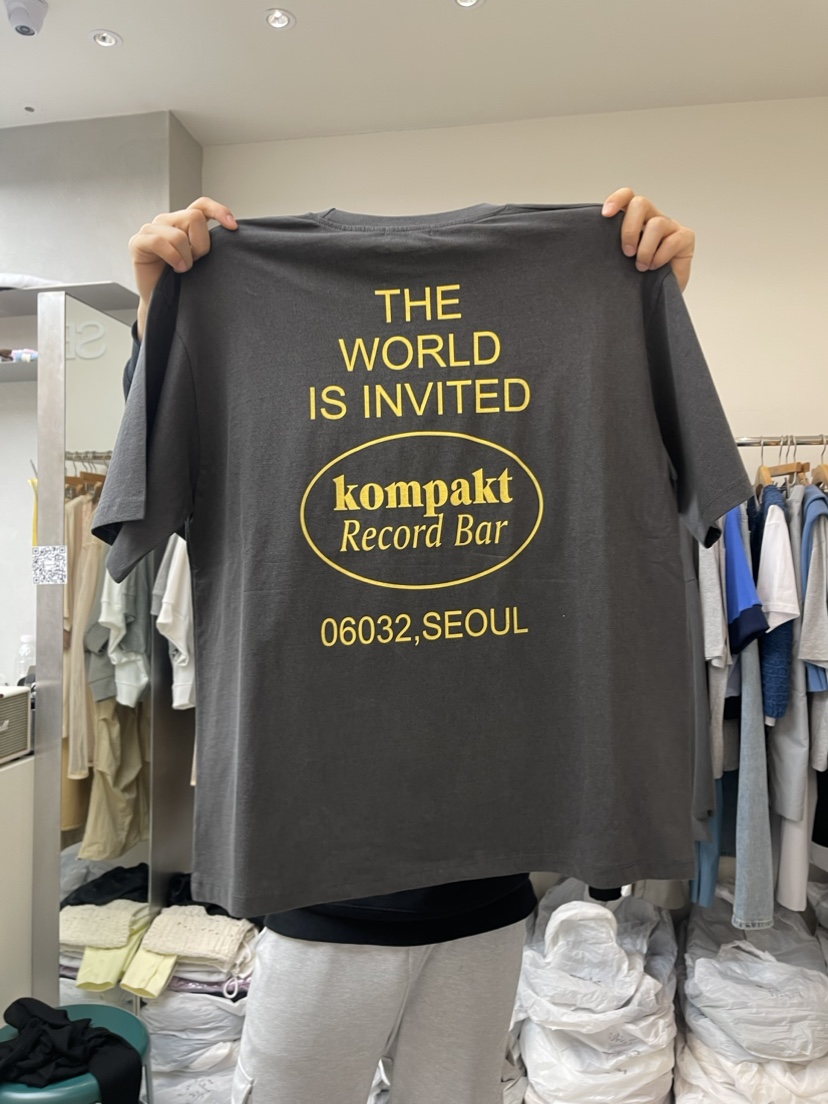 THE
WORLD
IS INVITED
kompakt
Record Bar
06032,SEOUL